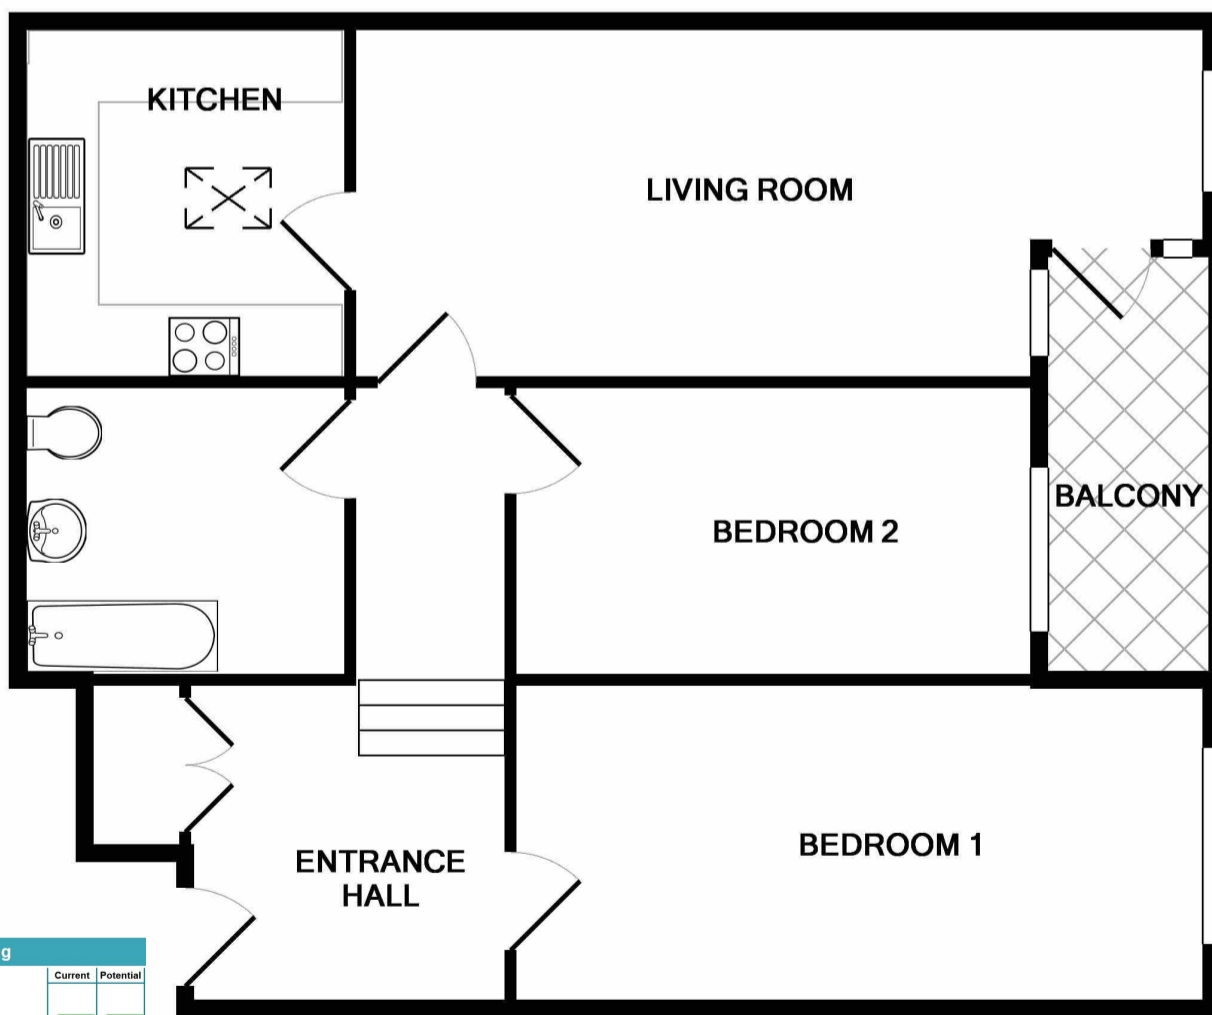 KITCHEN
LIVING ROOM
BALCONY
BEDROOM 2
BEDROOM 1
ENTRANCE
HALL
g
Current Potential